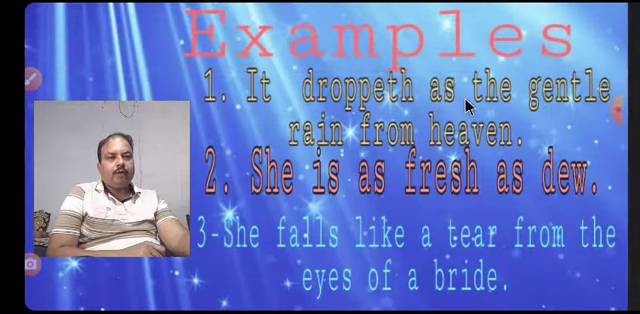 Examples
1. It droppeth as the gentle
rain from heaven.
2. She is as fresh as dew.
3-She falls like a tear from the
eyes of a bride.